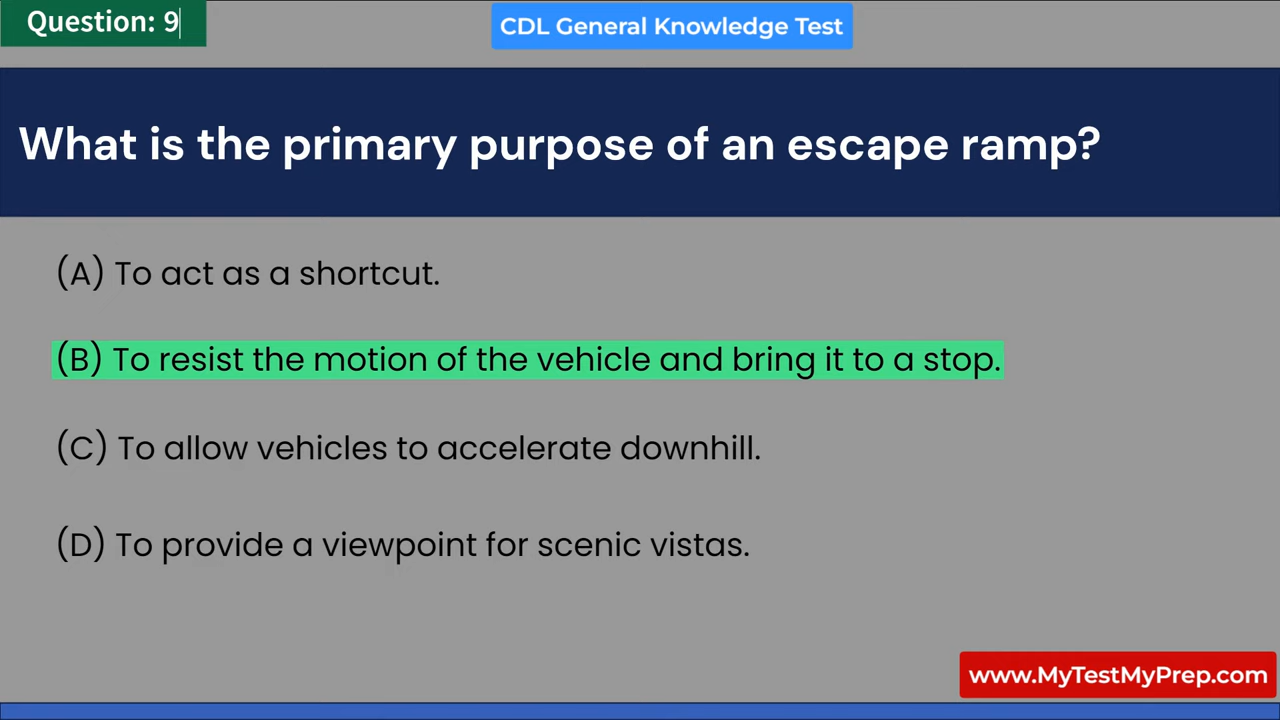 Question: 9
CDL General Knowledge Test
What is the primary purpose of an escape ramp?
(A) To act as a shortcut.
(B) To resist the motion of the vehicle and bring it to a stop.
(C) To allow vehicles to accelerate downhill.
(D) To provide a viewpoint for scenic vistas.
www.MyTestMyPrep.com